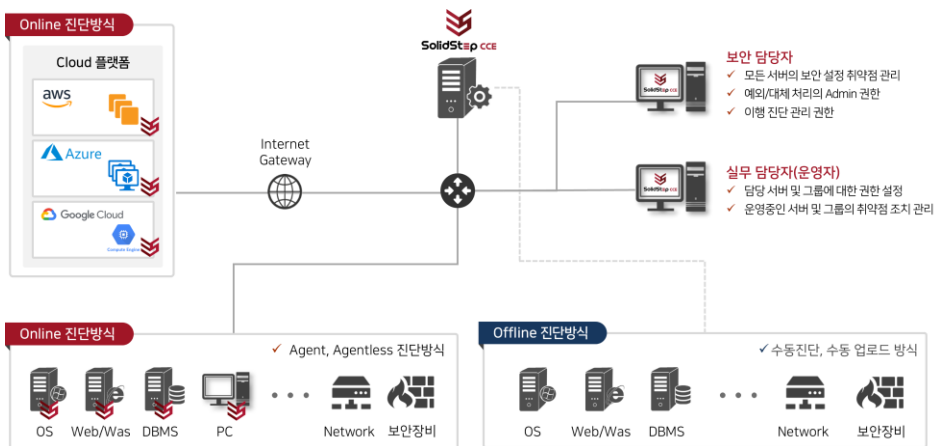 Online 진단방식
Cloud 플랫폼
aws
Azure
Google Cloud
Compute Engine
Internet
Gateway
SolidStep CCE
SolidStep CCE
보안 담당자
✓ 모든 서버의 보안 설정 취약점 관리
✓ 예외/대체 처리의 Admin 권한
✓ 이행 진단 관리 권한
SolidStep CCE
실무 담당자(운영자)
✓ 담당 서버 및 그룹에 대한 권한 설정
✓ 운영중인 서버 및 그룹의 취약점 조치 관리
Online 진단방식
✓ Agent, Agentless 진단방식
OS Web/Was DBMS PC • • • Network 보안장비
Offline 진단방식
✓ 수동진단, 수동 업로드 방식
OS Web/Was DBMS • • • Network 보안장비